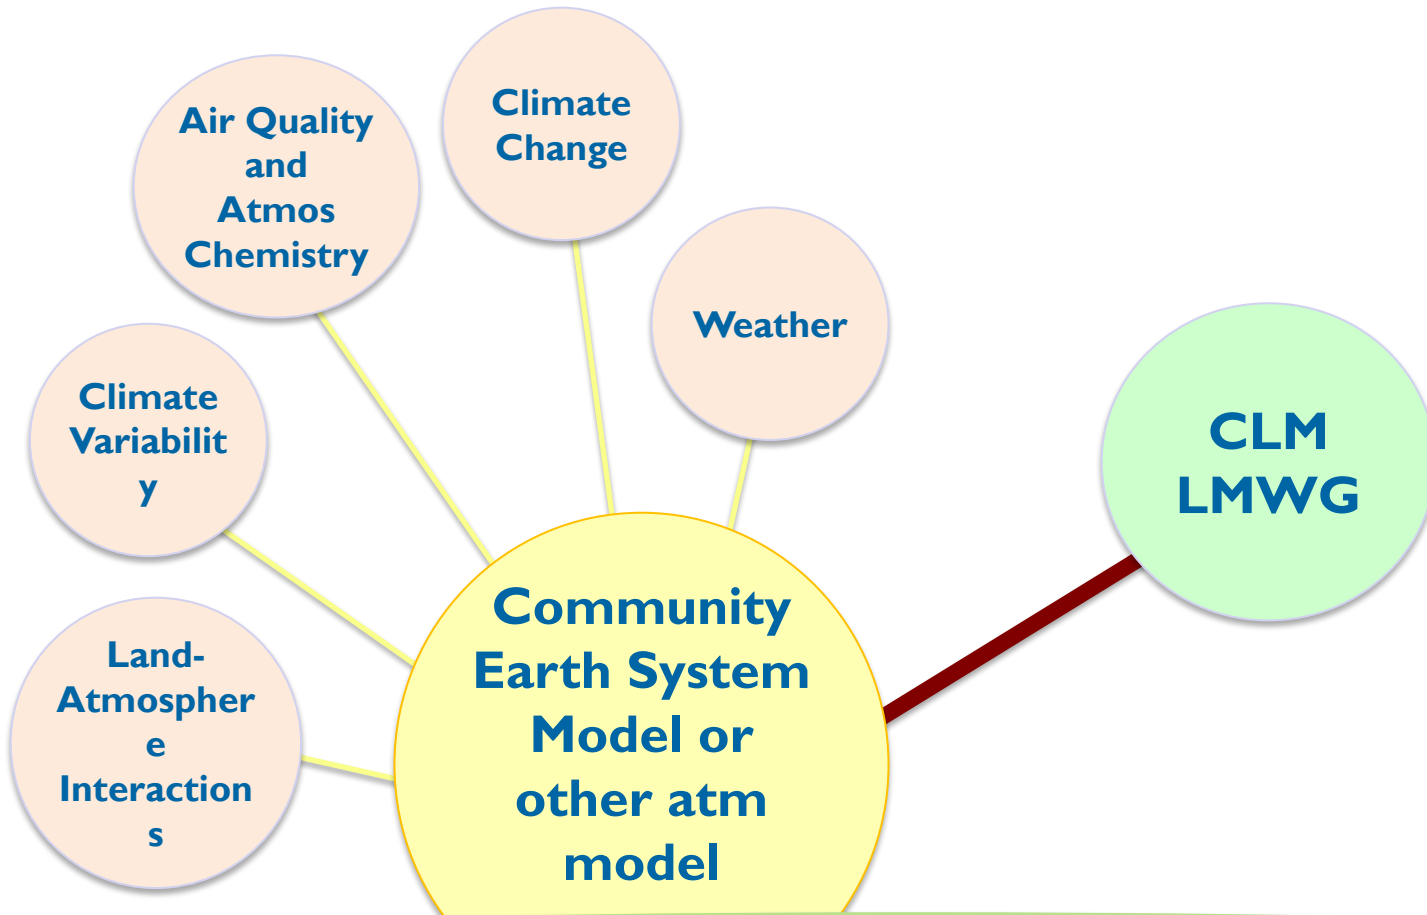 Climate
Change
Air Quality
and
Atmos
Chemistry
Weather
Climate
Variabilit
y
CLM
LMWG
Land-
Atmospher
e
Interaction
s
Community
Earth System
Model or
other atm
model